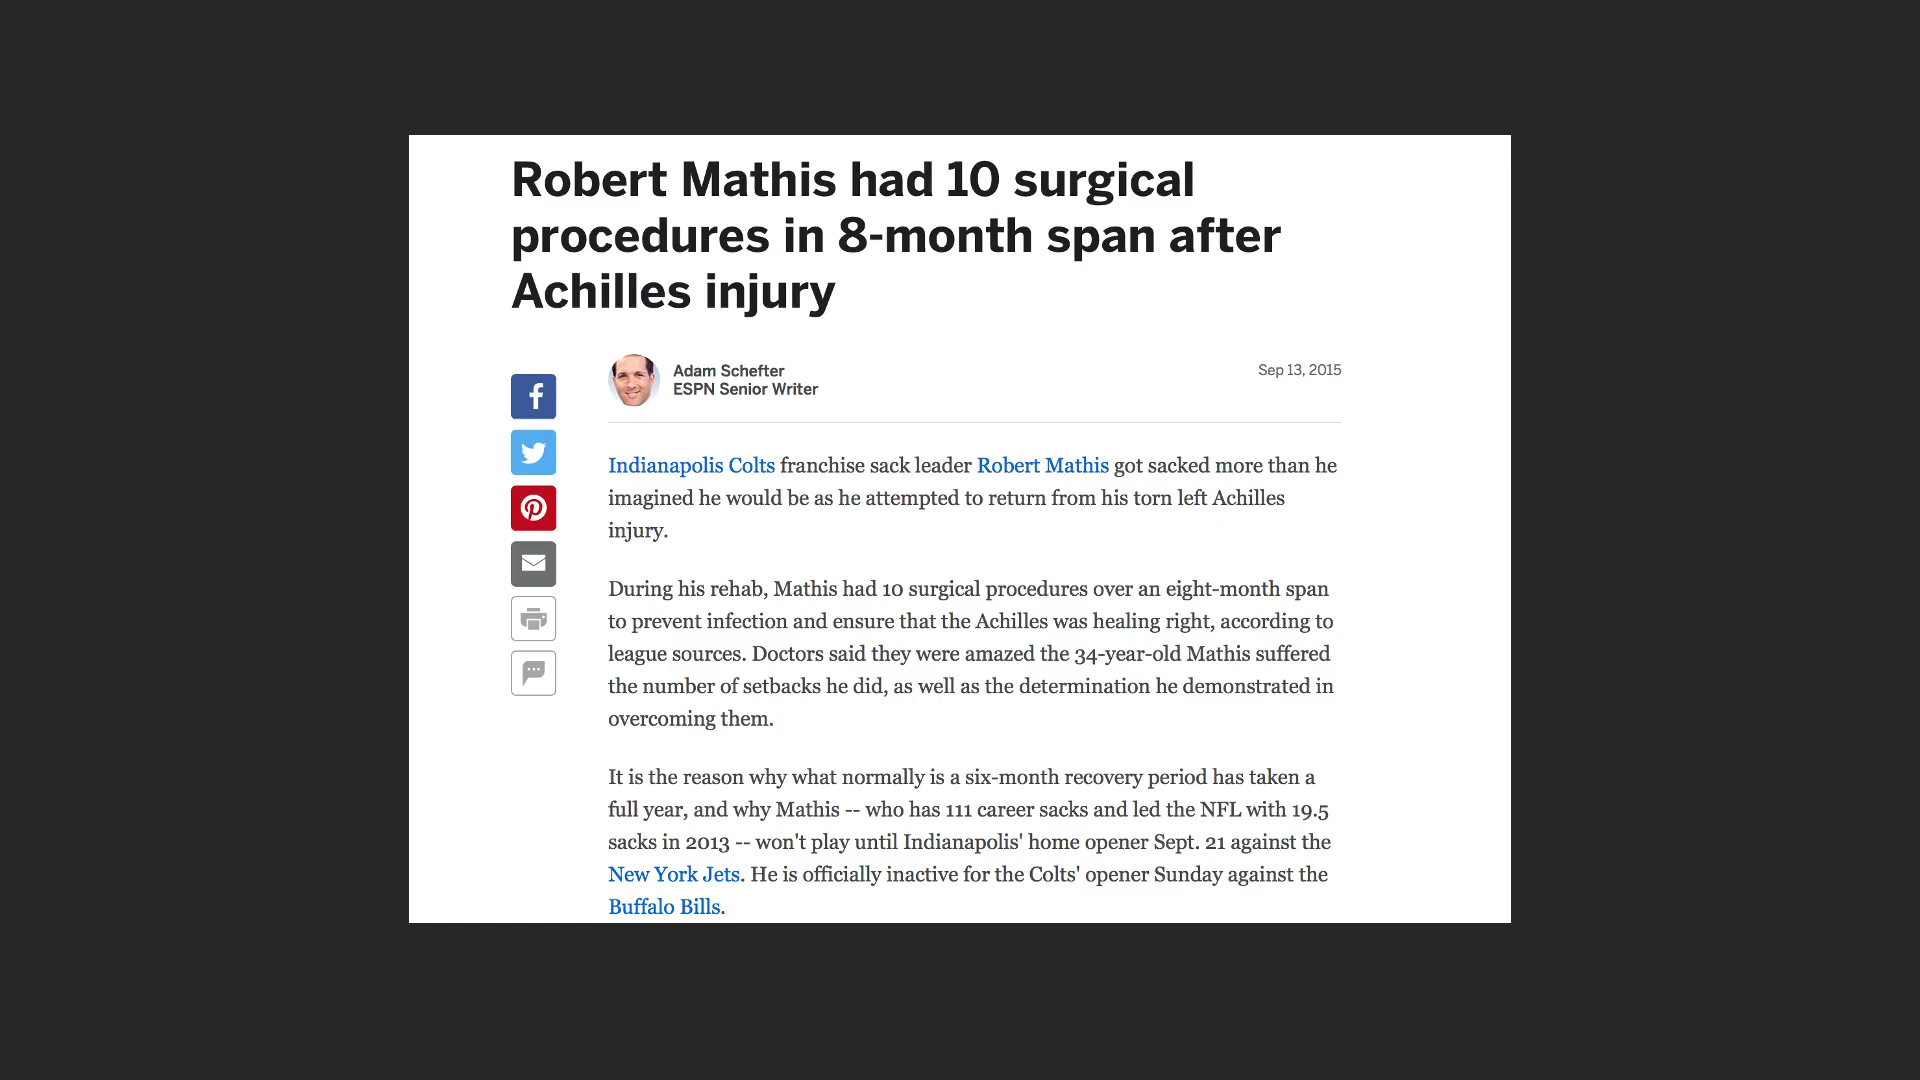 Robert Mathis had 10 surgical
procedures in 8-month span after
Achilles injury
Adam Schefter
ESPN Senior Writer
Sep 13, 2015
Indianapolis Colts franchise sack leader Robert Mathis got sacked more than he
imagined he would be as he attempted to return from his torn left Achilles
injury.
During his rehab, Mathis had 10 surgical procedures over an eight-month span
to prevent infection and ensure that the Achilles was healing right, according to
league sources. Doctors said they were amazed the 34-year-old Mathis suffered
the number of setbacks he did, as well as the determination he demonstrated in
overcoming them.
It is the reason why what normally is a six-month recovery period has taken a
full year, and why Mathis -- who has 111 career sacks and led the NFL with 19.5
sacks in 2013 -- won't play until Indianapolis' home opener Sept. 21 against the
New York Jets. He is officially inactive for the Colts' opener Sunday against the
Buffalo Bills.